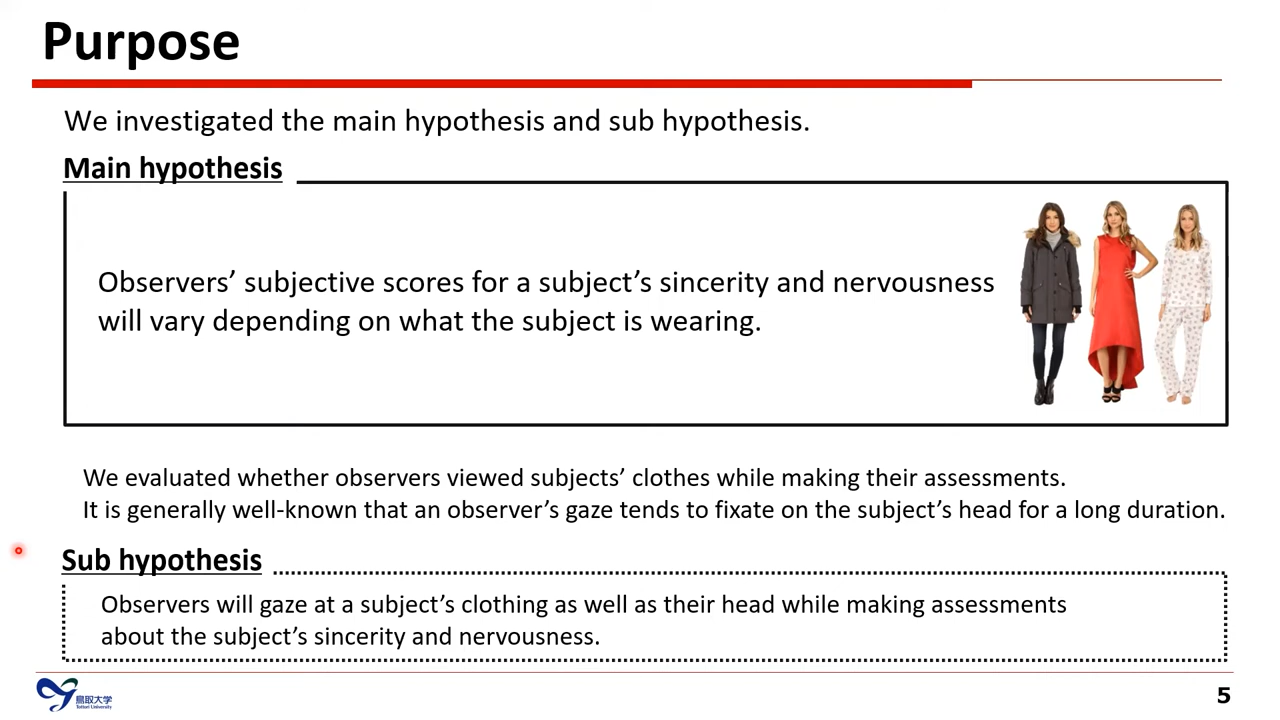 Purpose
We investigated the main hypothesis and sub hypothesis.
Main hypothesis
Observers’ subjective scores for a subject’s sincerity and nervousness
will vary depending on what the subject is wearing.
We evaluated whether observers viewed subjects’ clothes while making their assessments.
It is generally well-known that an observer’s gaze tends to fixate on the subject’s head for a long duration.
Sub hypothesis
Observers will gaze at a subject’s clothing as well as their head while making assessments
about the subject’s sincerity and nervousness.
鳥取大学
Tottori University
5